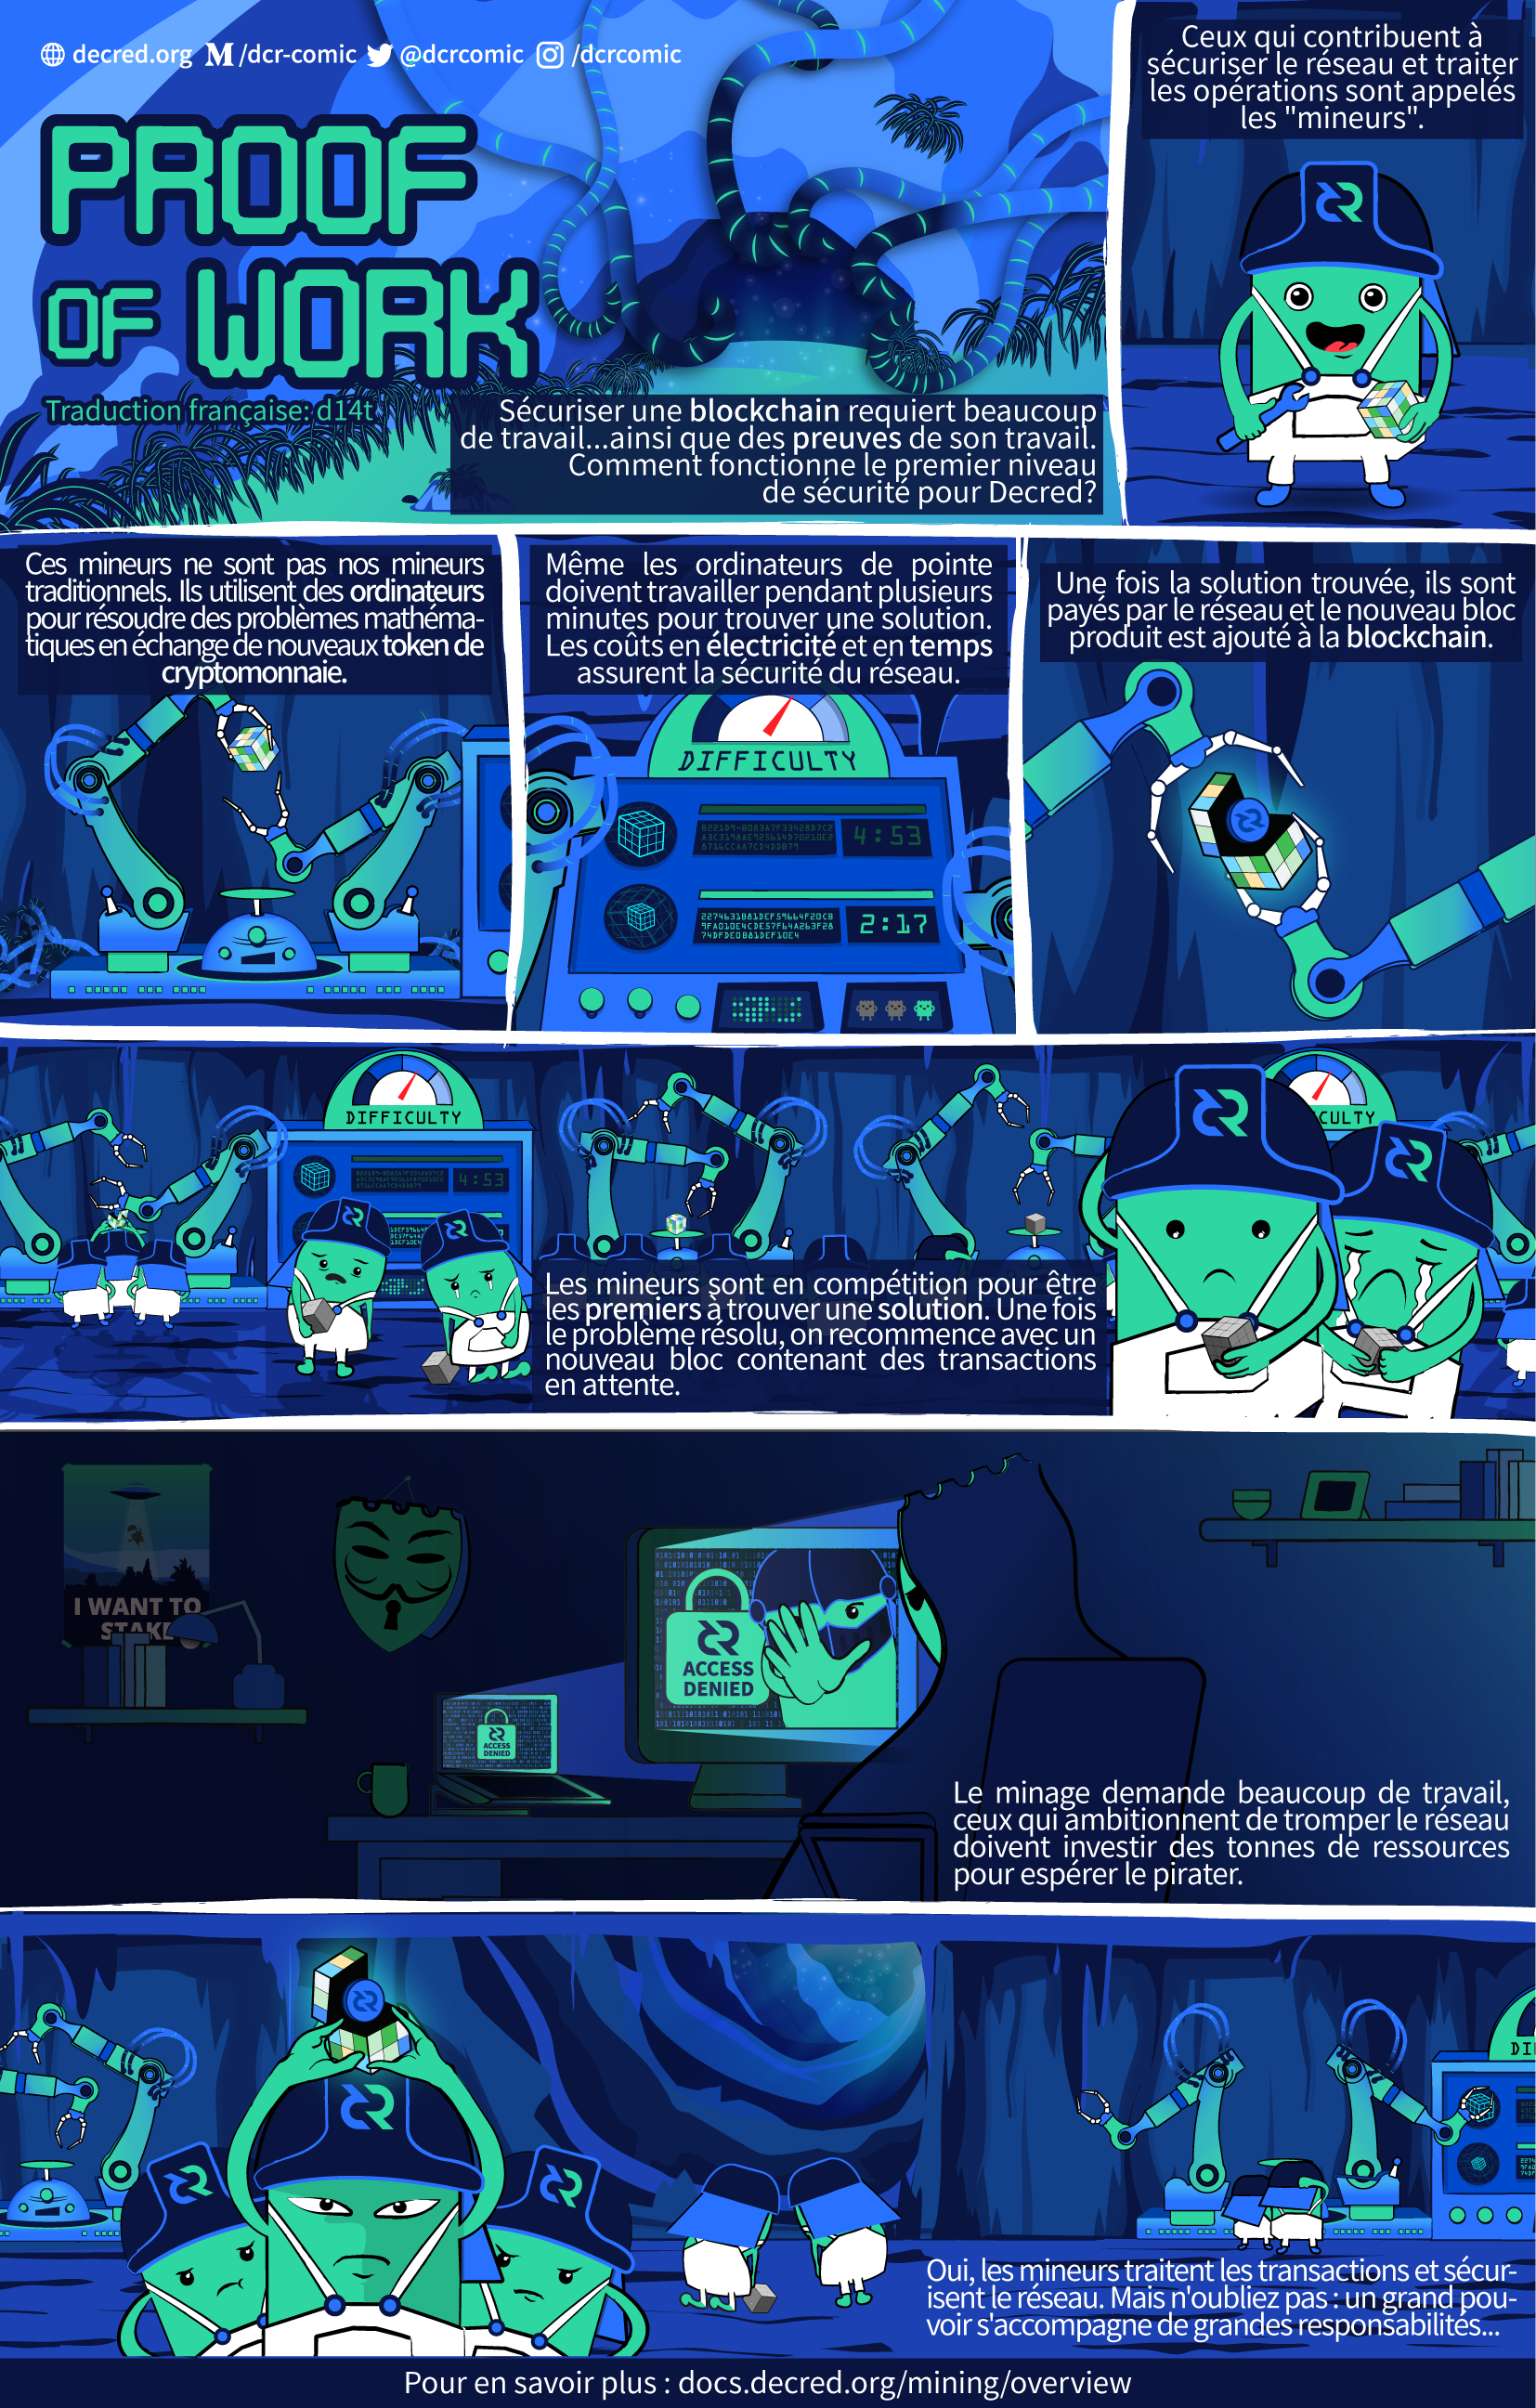 decred.org /dcr-comic @dcrcomic /dcrcomic
PROOF
OF WORK
Traduction française: d14t
Sécuriser une blockchain requiert beaucoup
de travail...ainsi que des preuves de son travail.
Comment fonctionne le premier niveau
de sécurité pour Decred?
Ceux qui contribuent à
sécuriser le réseau et traiter
les opérations sont appelés
les "mineurs".
Ces mineurs ne sont pas nos mineurs
traditionnels. Ils utilisent des ordinateurs
pour résoudre des problèmes mathéma-
tiques en échange de nouveaux token de
cryptomonnaie.
Même les ordinateurs de pointe
doivent travailler pendant plusieurs
minutes pour trouver une solution.
Les coûts en électricité et en temps
assurent la sécurité du réseau.
DIFFICULTY
4:53
2:17
Une fois la solution trouvée, ils sont
payés par le réseau et le nouveau bloc
produit est ajouté à la blockchain.
DIFFICULTY
4:53
CULTY
Les mineurs sont en compétition pour être
les premiers à trouver une solution. Une fois
le problème résolu, on recommence avec un
nouveau bloc contenant des transactions
en attente.
I WANT TO
STAKE
ACCESS
DENIED
ACCESS
DENIED
Le minage demande beaucoup de travail,
ceux qui ambitionnent de tromper le réseau
doivent investir des tonnes de ressources
pour espérer le pirater.
DI
Oui, les mineurs traitent les transactions et sécur-
isent le réseau. Mais n'oubliez pas : un grand pou-
voir s'accompagne de grandes responsabilités...
Pour en savoir plus : docs.decred.org/mining/overview